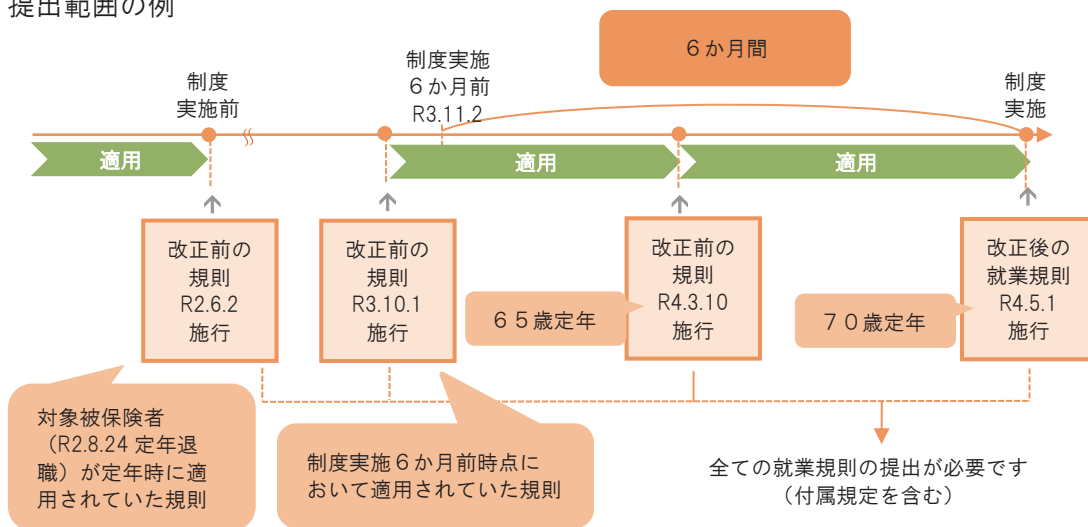 提出範囲の例
６か月間
制度
実施前
制度実施
６か月前
R3.11.2
制度
実施
適用
適用
適用
改正前の
規則
R2.6.2
施行
改正前の
規則
R3.10.1
施行
６５歳定年
改正前の
規則
R4.3.10
施行
７０歳定年
改正後の
就業規則
R4.5.1
施行
対象被保険者
（R2.8.24 定年退
職）が定年時に適
用されていた規則
制度実施６か月前時点に
おいて適用されていた規則
全ての就業規則の提出が必要です
（付属規定を含む）